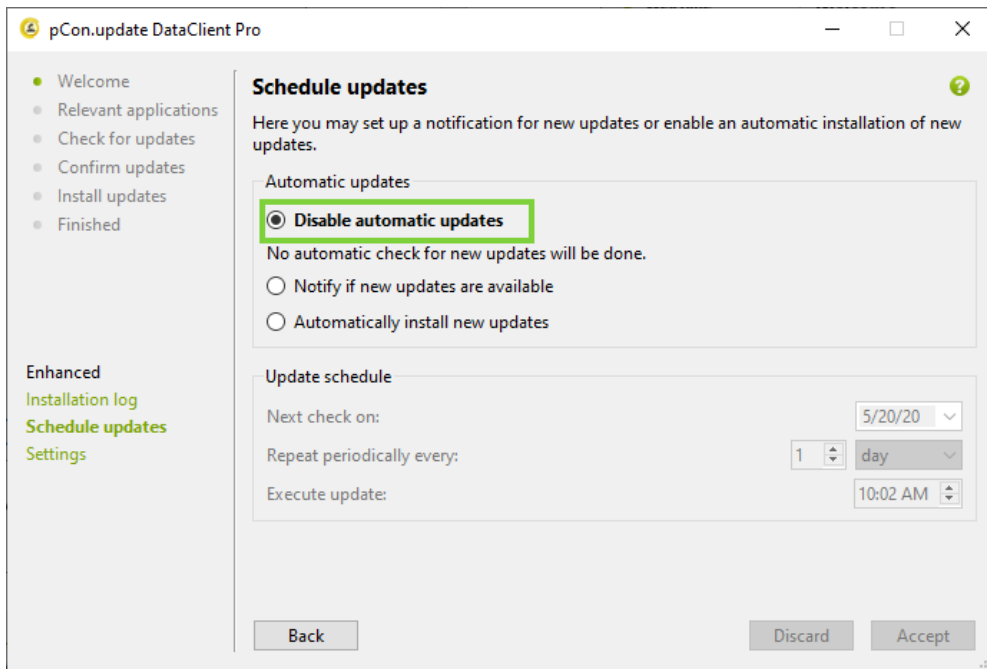 pCon.update DataClient Pro
Welcome
Relevant applications
Check for updates
Confirm updates
Install updates
Finished
Enhanced
Installation log
Schedule updates
Settings
Schedule updates
Here you may set up a notification for new updates or enable an automatic installation of new
updates.
Automatic updates
Disable automatic updates
No automatic check for new updates will be done.
Notify if new updates are available
Automatically install new updates
Update schedule
Next check on: 5/20/20
Repeat periodically every: 1 day
Execute update: 10:02 AM
Back Discard Accept